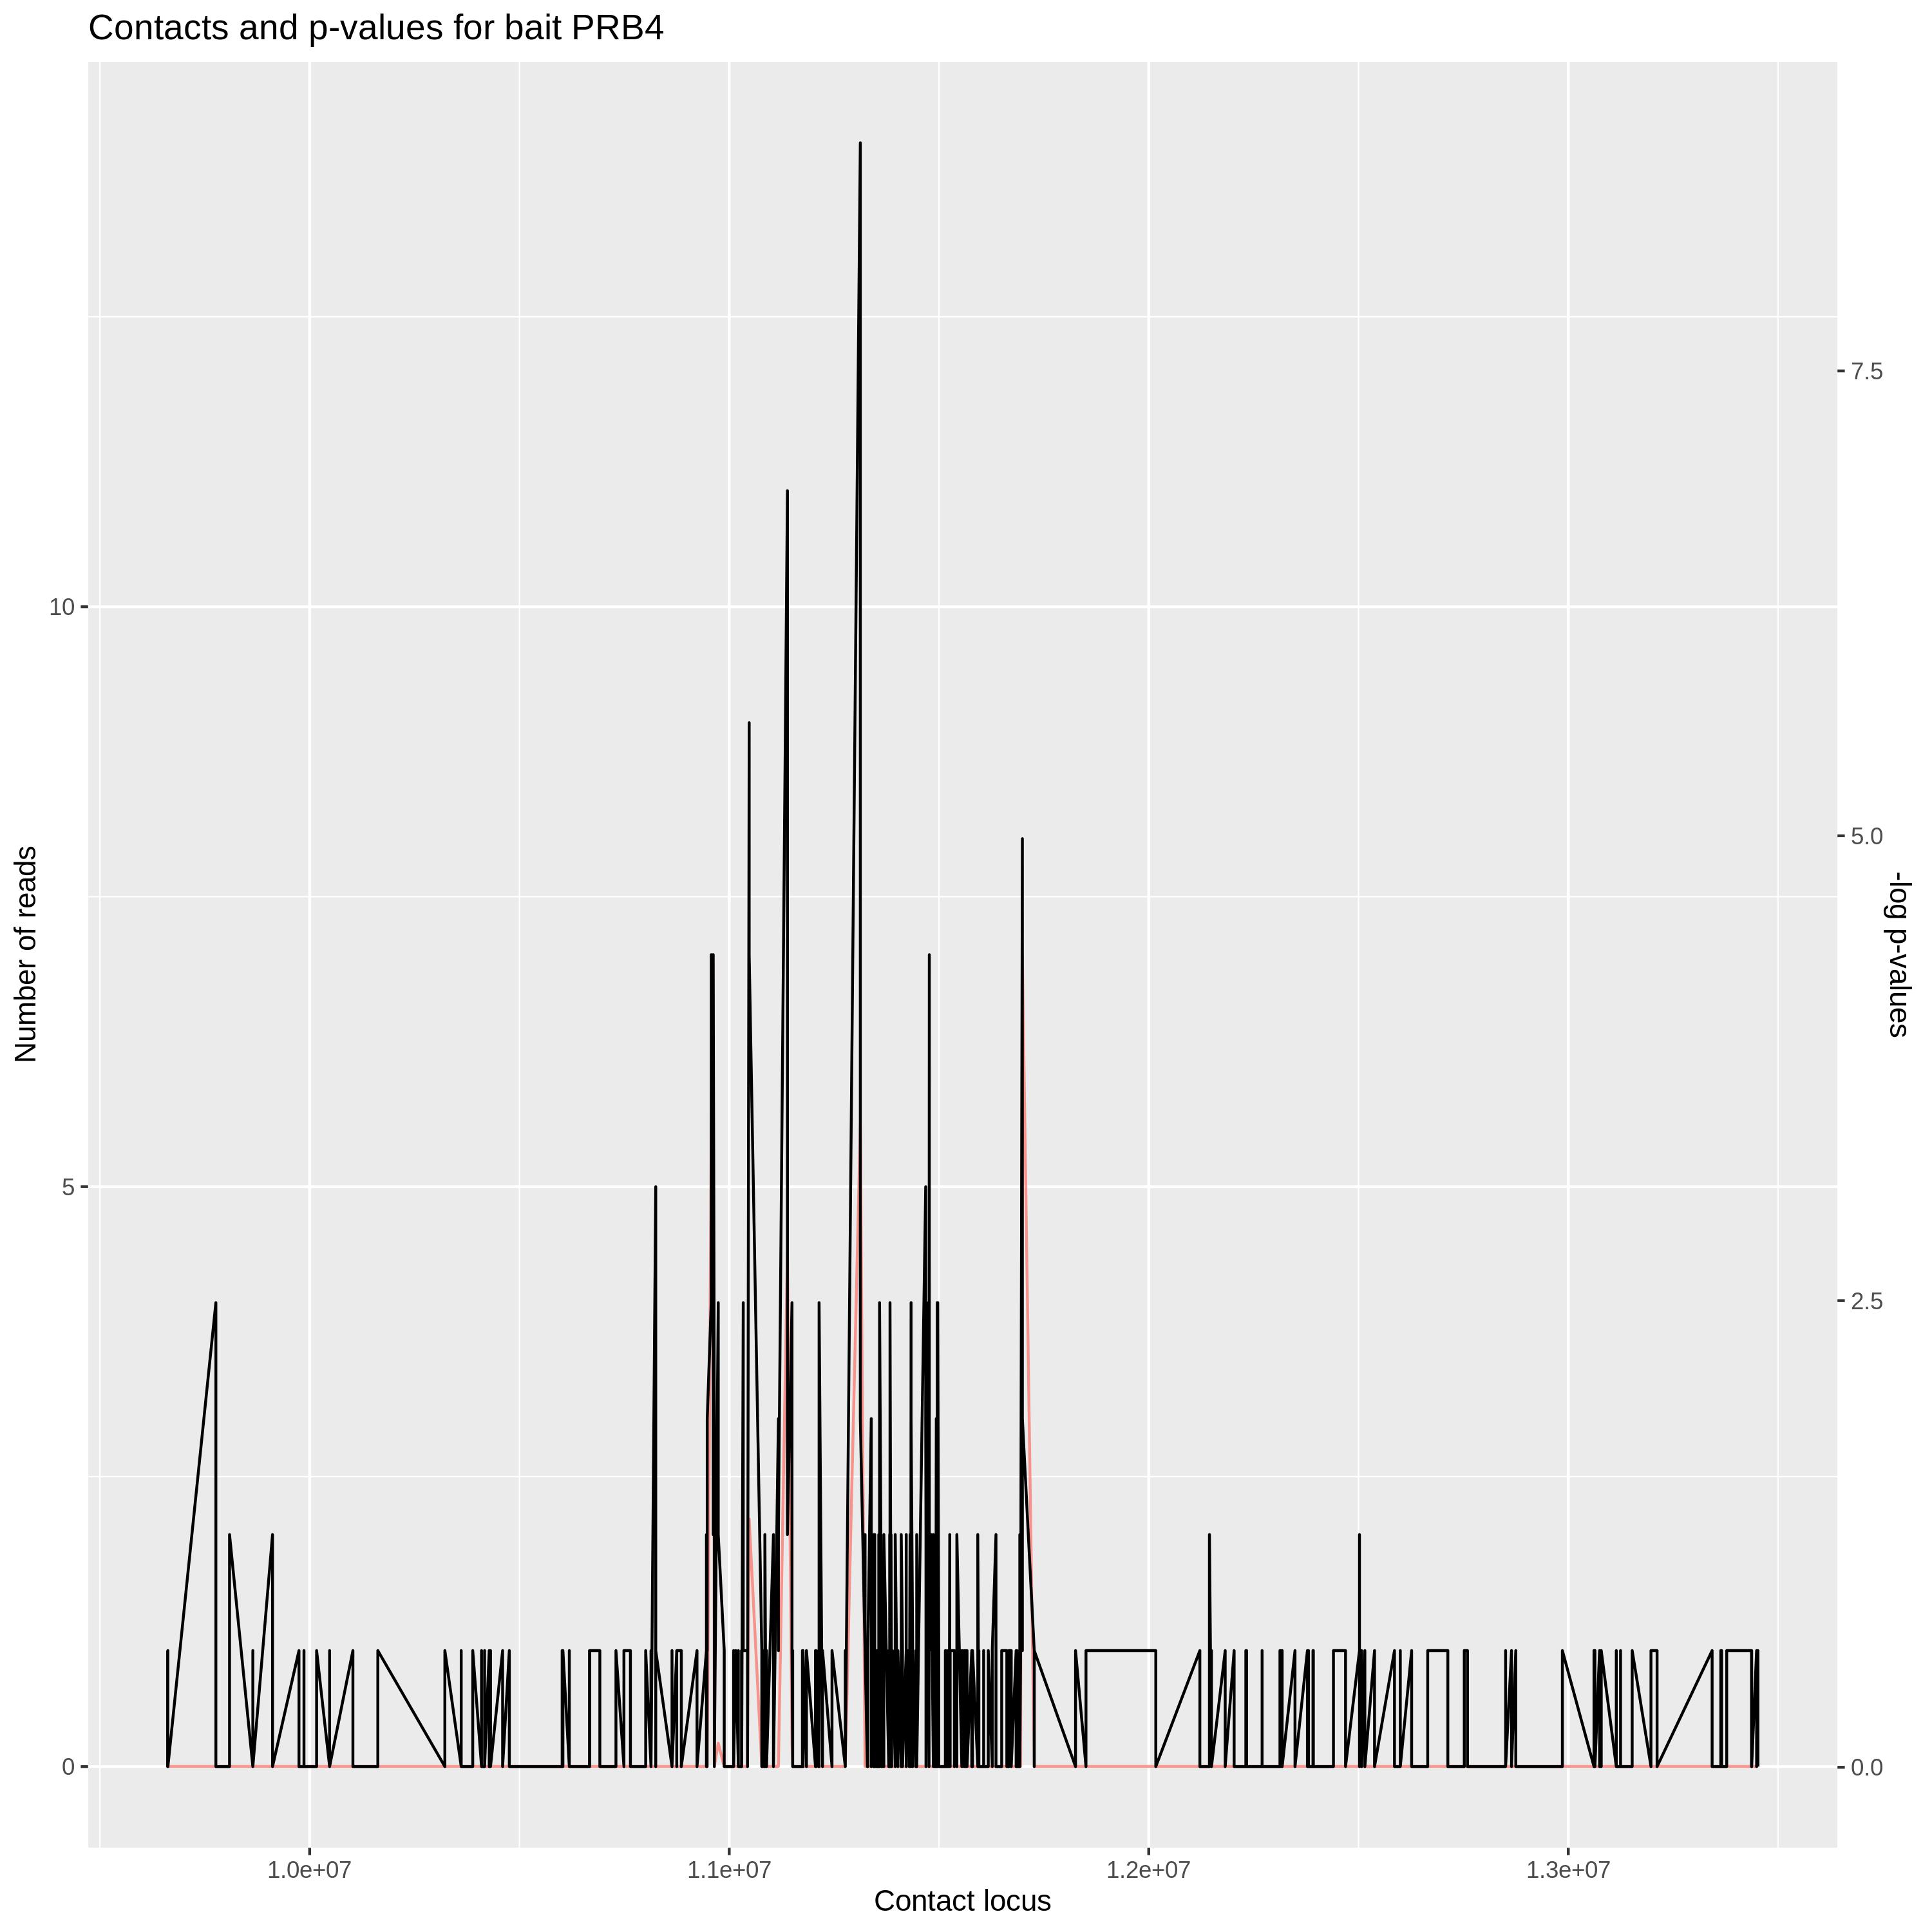 Contacts and p-values for bait PRB4
10
5
0
Number of reads
7.5
5.0
2.5
0.0
-log p-values
1.0e+07
1.1e+07
1.2e+07
1.3e+07
Contact locus